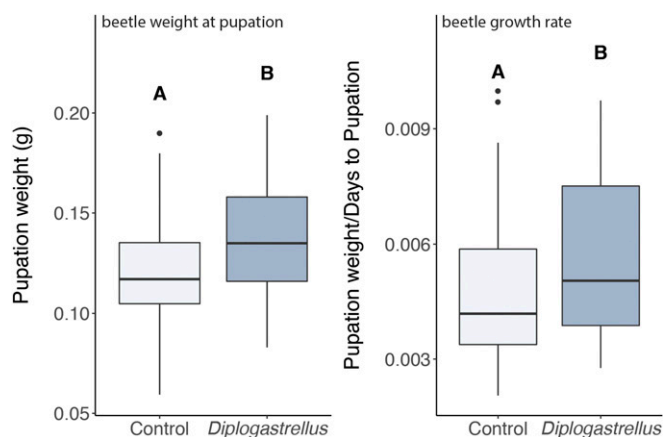 beetle weight at pupation
Pupation weight (g)
0.20
0.15
0.10
0.05
A
B
Control
Diplogastrellus
beetle growth rate
Pupation weight/Days to Pupation
0.009
0.006
0.003
A
B
Control
Diplogastrellus